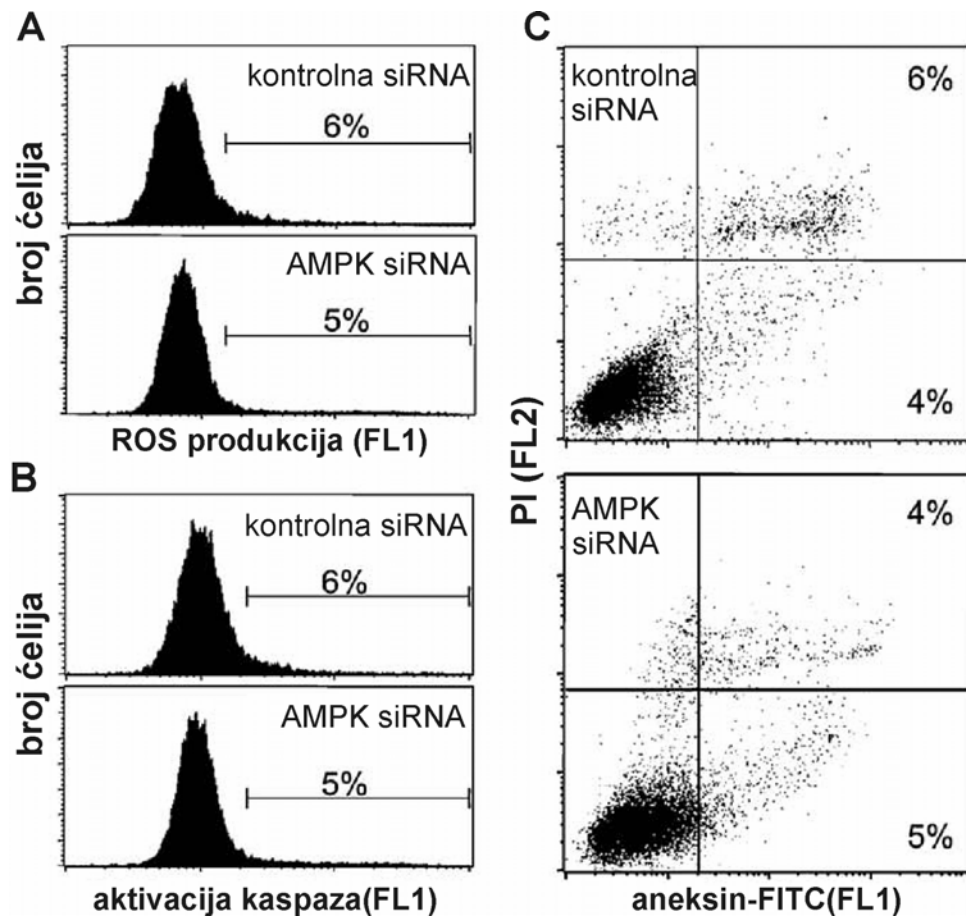 A
kontrolna siRNA
6%
AMPK siRNA
5%
broj ćelija
ROS produkcija (FL1)
B
kontrolna siRNA
6%
AMPK siRNA
5%
broj ćelija
aktivacija kaspaza(FL1)
C
kontrolna
siRNA
6%
4%
AMPK
siRNA
4%
5%
PI (FL2)
aneksin-FITC(FL1)